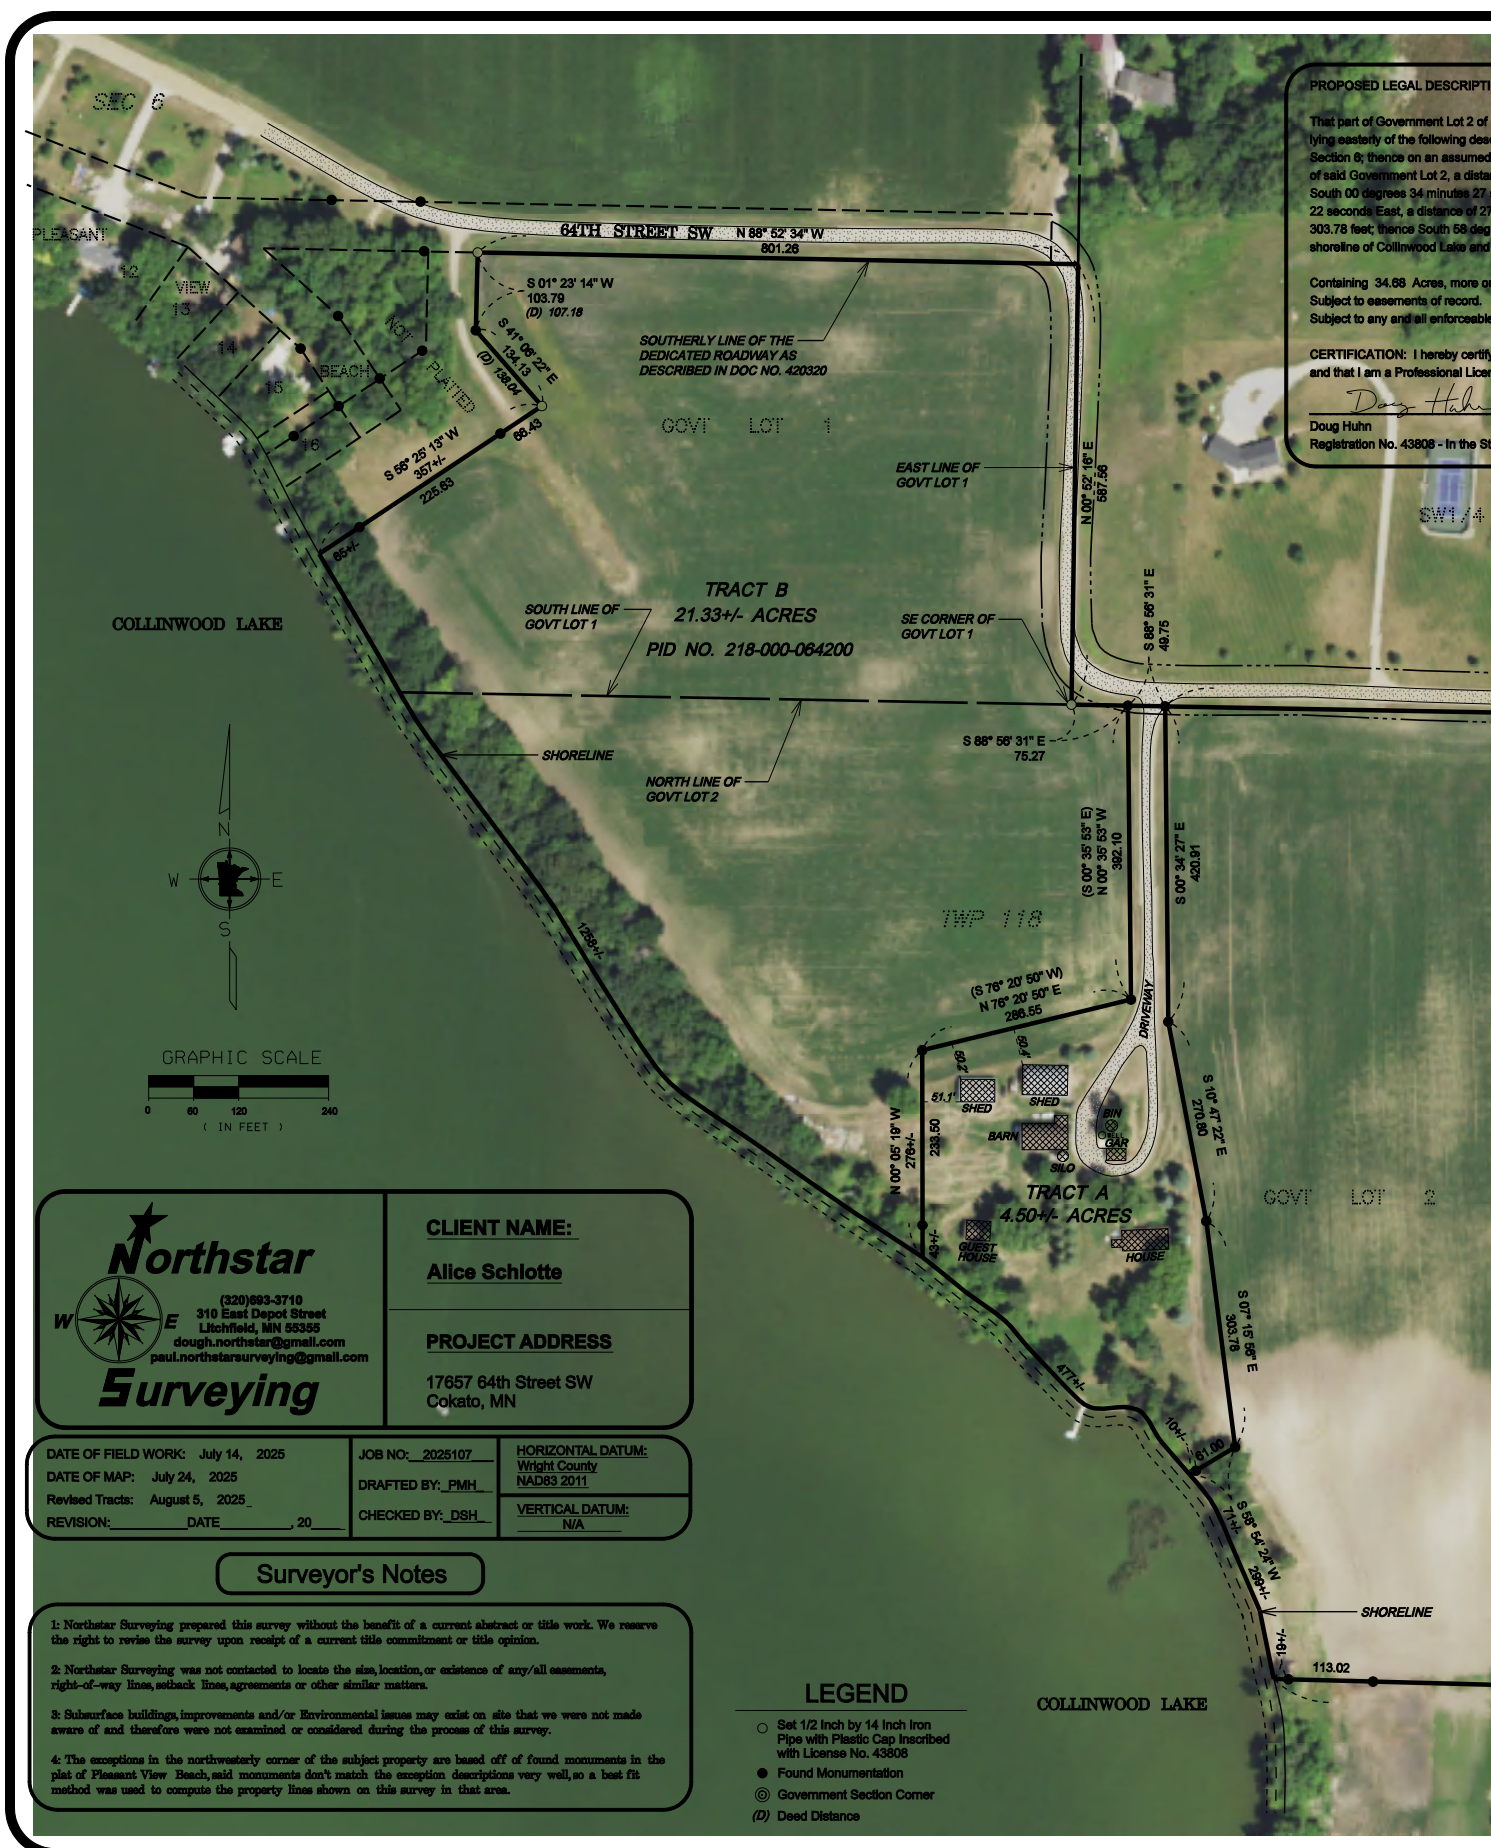 SEC 6
PROPOSED LEGAL DESCRIPTI
That part of Government Lot 2 of
lying easterly of the following desc
Section 6; thence on an assumed
of said Government Lot 2, a distan
South 00 degrees 34 minutes 27
22 seconds East, a distance of 27
303.78 feet; thence South 58 deg
shoreline of Collinwood Lake and
Containing 34.68 Acres, more or
Subject to easements of record.
Subject to any and all enforceable
CERTIFICATION: I hereby certify
and that I am a Professional Licen
Doug Huhn
Doug Huhn
Registration No. 43808 - In the St
SW1/4
64TH STREET SW
N 88° 52' 34" W
801.26
PLEASANT
VIEW
BEACH
12
13
14
15
16
NOT
PLATTED
S 01° 23' 14" W
103.79
(D) 107.18
S 41° 06' 22" E
134.13
(D) 138.04
SOUTHERLY LINE OF THE
DEDICATED ROADWAY AS
DESCRIBED IN DOC NO. 420320
GOVT LOT 1
66.43
S 56° 25' 13" W
357+/-
225.63
65+/-
EAST LINE OF
GOVT LOT 1
N 00° 52' 16" E
587.56
COLLINWOOD LAKE
TRACT B
21.33+/- ACRES
PID NO. 218-000-064200
SOUTH LINE OF
GOVT LOT 1
SE CORNER OF
GOVT LOT 1
S 88° 56' 31" E
49.75
S 88° 56' 31" E
75.27
SHORELINE
NORTH LINE OF
GOVT LOT 2
N
W
E
S
(S 00° 35' 53" E)
N 00° 35' 53" W
392.10
S 00° 34' 27" E
420.91
TWP 118
1258+/-
(S 76° 20' 50" W)
N 76° 20' 50" E
286.55
DRIVEWAY
GRAPHIC SCALE
0 60 120 240
( IN FEET )
50.2'
50.4'
51.1'
SHED
SHED
BARN
SILO
BIN
WELL
GAR
S 10° 47' 22" E
270.80
N 00° 05' 19" W
276+/-
233.50
43+/-
TRACT A
4.50+/- ACRES
GUEST
HOUSE
HOUSE
GOVT LOT 2
S 07° 15' 56" E
303.78
477+/-
10+/-
61.00
71+/-
S 58° 54' 24" W
299+/-
SHORELINE
19+/-
113.02
COLLINWOOD LAKE
Northstar
W
E
(320)693-3710
310 East Depot Street
Litchfield, MN 55355
dough.northstar@gmail.com
paul.northstarsurveying@gmail.com
Surveying
CLIENT NAME:
Alice Schlotte
PROJECT ADDRESS
17657 64th Street SW
Cokato, MN
DATE OF FIELD WORK: July 14, 2025
DATE OF MAP: July 24, 2025
Revised Tracts: August 5, 2025
REVISION:__________DATE_________, 20____
JOB NO: 2025107
DRAFTED BY: PMH
CHECKED BY: DSH
HORIZONTAL DATUM:
Wright County
NAD83 2011
VERTICAL DATUM:
N/A
Surveyor's Notes
1: Northstar Surveying prepared this survey without the benefit of a current abstract or title work. We reserve
the right to revise the survey upon receipt of a current title commitment or title opinion.
2: Northstar Surveying was not contacted to locate the size, location, or existence of any/all easements,
right-of-way lines, setback lines, agreements or other similar matters.
3: Subsurface buildings, improvements and/or Environmental issues may exist on site that we were not made
aware of and therefore were not examined or considered during the process of this survey.
4: The exceptions in the northwesterly corner of the subject property are based off of found monuments in the
plat of Pleasant View Beach, said monuments don't match the exception descriptions very well, so a best fit
method was used to compute the property lines shown on this survey in that area.
LEGEND
Set 1/2 Inch by 14 Inch Iron
Pipe with Plastic Cap Inscribed
with License No. 43808
Found Monumentation
Government Section Corner
(D) Deed Distance